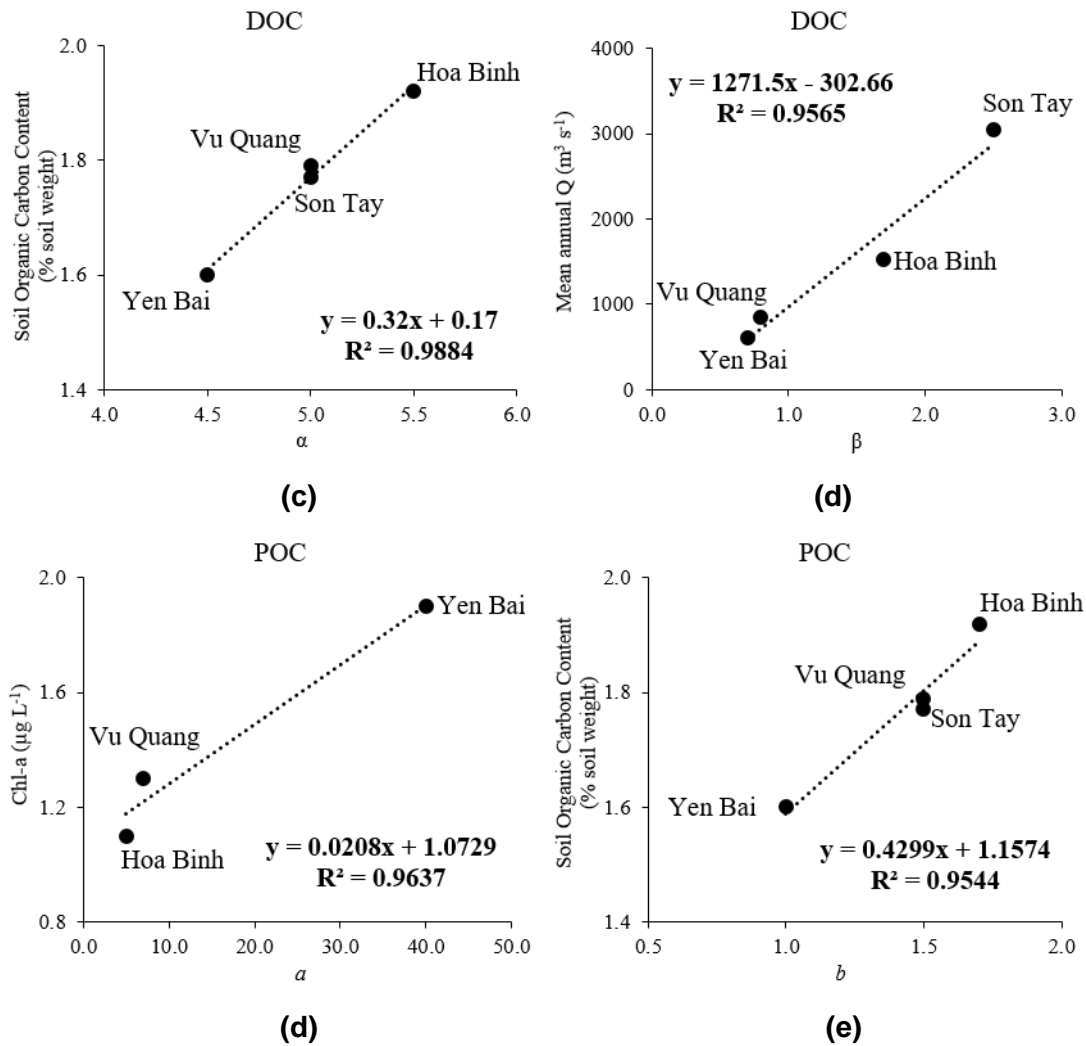 DOC
Soil Organic Carbon Content
(% soil weight)
2.0
1.8
1.6
1.4
Hoa Binh
Vu Quang
Son Tay
Yen Bai
y = 0.32x + 0.17
R² = 0.9884
4.0 4.5 5.0 5.5 6.0
α
(c)
DOC
Mean annual Q (m³ s⁻¹)
4000
3000
2000
1000
0
y = 1271.5x - 302.66
R² = 0.9565
Son Tay
Hoa Binh
Vu Quang
Yen Bai
0.0 1.0 2.0 3.0
β
(d)
POC
Chl-a (µg L⁻¹)
2.0
1.6
1.2
0.8
Yen Bai
Vu Quang
Hoa Binh
y = 0.0208x + 1.0729
R² = 0.9637
0.0 10.0 20.0 30.0 40.0 50.0
a
(d)
POC
Soil Organic Carbon Content
(% soil weight)
2.0
1.8
1.6
1.4
Hoa Binh
Vu Quang
Son Tay
Yen Bai
y = 0.4299x + 1.1574
R² = 0.9544
0.5 1.0 1.5 2.0
b
(e)